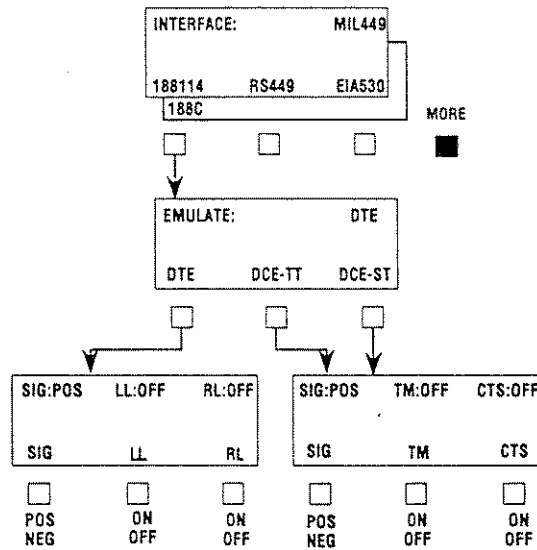 INTERFACE: MIL449
188114 RS449 EIA530
188C
MORE
EMULATE: DTE
DTE DCE-TT DCE-ST
SIG:POS LL:OFF RL:OFF
SIG LL RL
POS ON ON
NEG OFF OFF
SIG:POS TM:OFF CTS:OFF
SIG TM CTS
POS ON ON
NEG OFF OFF